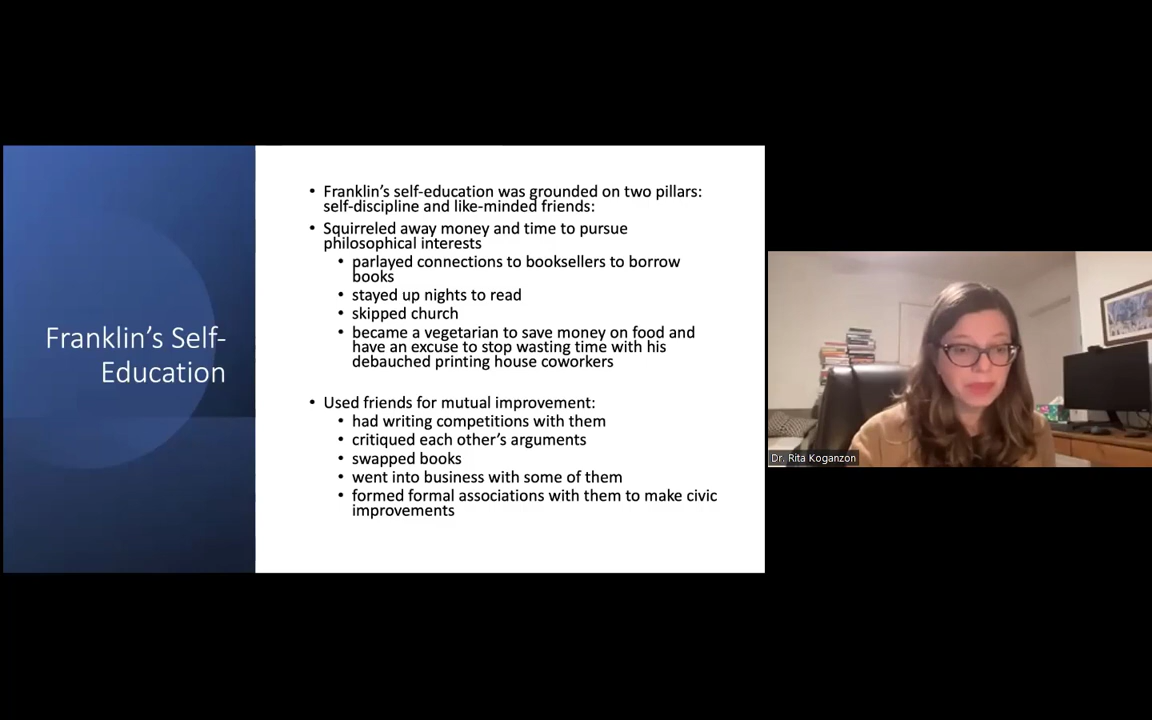 Franklin's Self-
Education
• Franklin's self-education was grounded on two pillars:
self-discipline and like-minded friends:
• Squirreled away money and time to pursue
philosophical interests
• parlayed connections to booksellers to borrow
books
• stayed up nights to read
• skipped church
• became a vegetarian to save money on food and
have an excuse to stop wasting time with his
debauched printing house coworkers
• Used friends for mutual improvement:
• had writing competitions with them
• critiqued each other's arguments
• swapped books
• went into business with some of them
• formed formal associations with them to make civic
improvements
Dr. Rita Koganzon